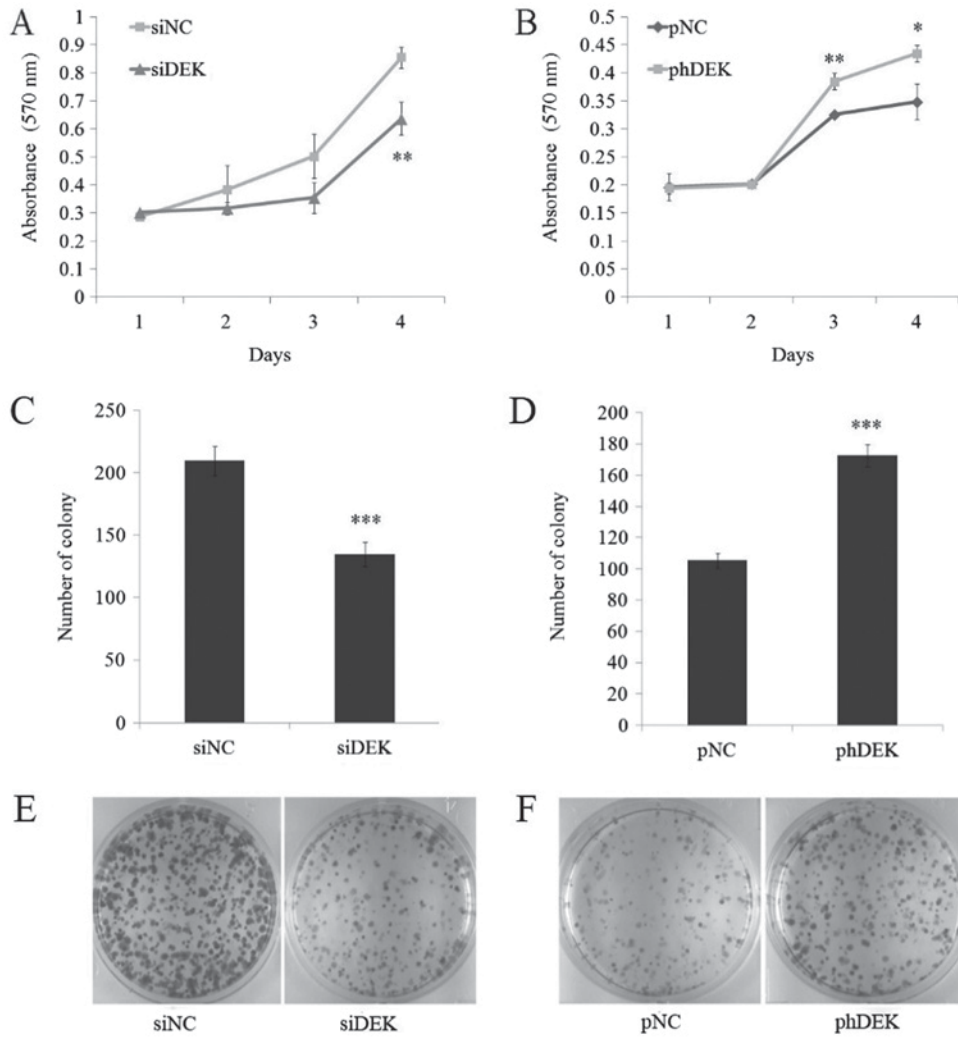 A
siNC
siDEK
Absorbance (570 nm)
1
0.9
0.8
0.7
0.6
0.5
0.4
0.3
0.2
0.1
0
**
1 2 3 4
Days
B
pNC
phDEK
Absorbance (570 nm)
0.5
0.45
0.4
0.35
0.3
0.25
0.2
0.15
0.1
0.05
0
** *
1 2 3 4
Days
C
Number of colony
250
200
150
100
50
0
***
siNC siDEK
D
Number of colony
200
180
160
140
120
100
80
60
40
20
0
***
pNC phDEK
E
siNC siDEK
F
pNC phDEK